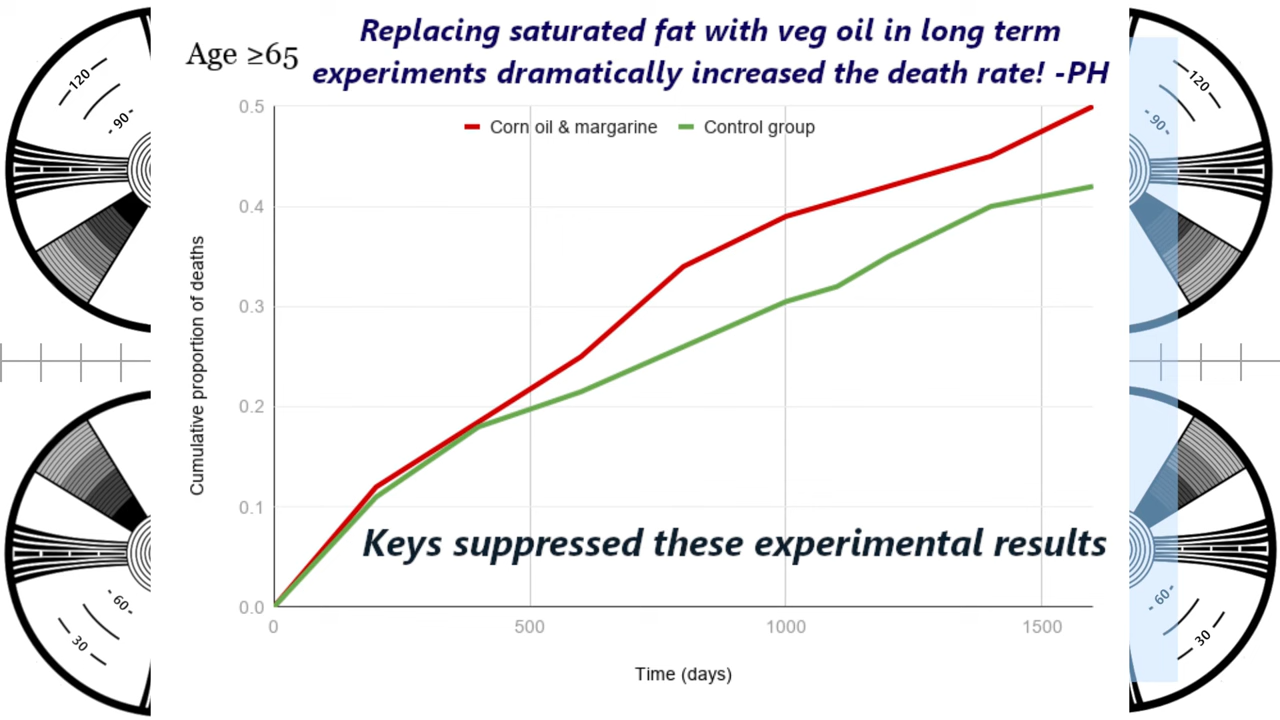 Replacing saturated fat with veg oil in long term
experiments dramatically increased the death rate! -PH
Age ≥65
Corn oil & margarine
Control group
Cumulative proportion of deaths
0.5
0.4
0.3
0.2
0.1
0.0
Keys suppressed these experimental results
0
500
1000
1500
Time (days)
-120-
-90-
-60-
30
-120-
-90-
-60-
30